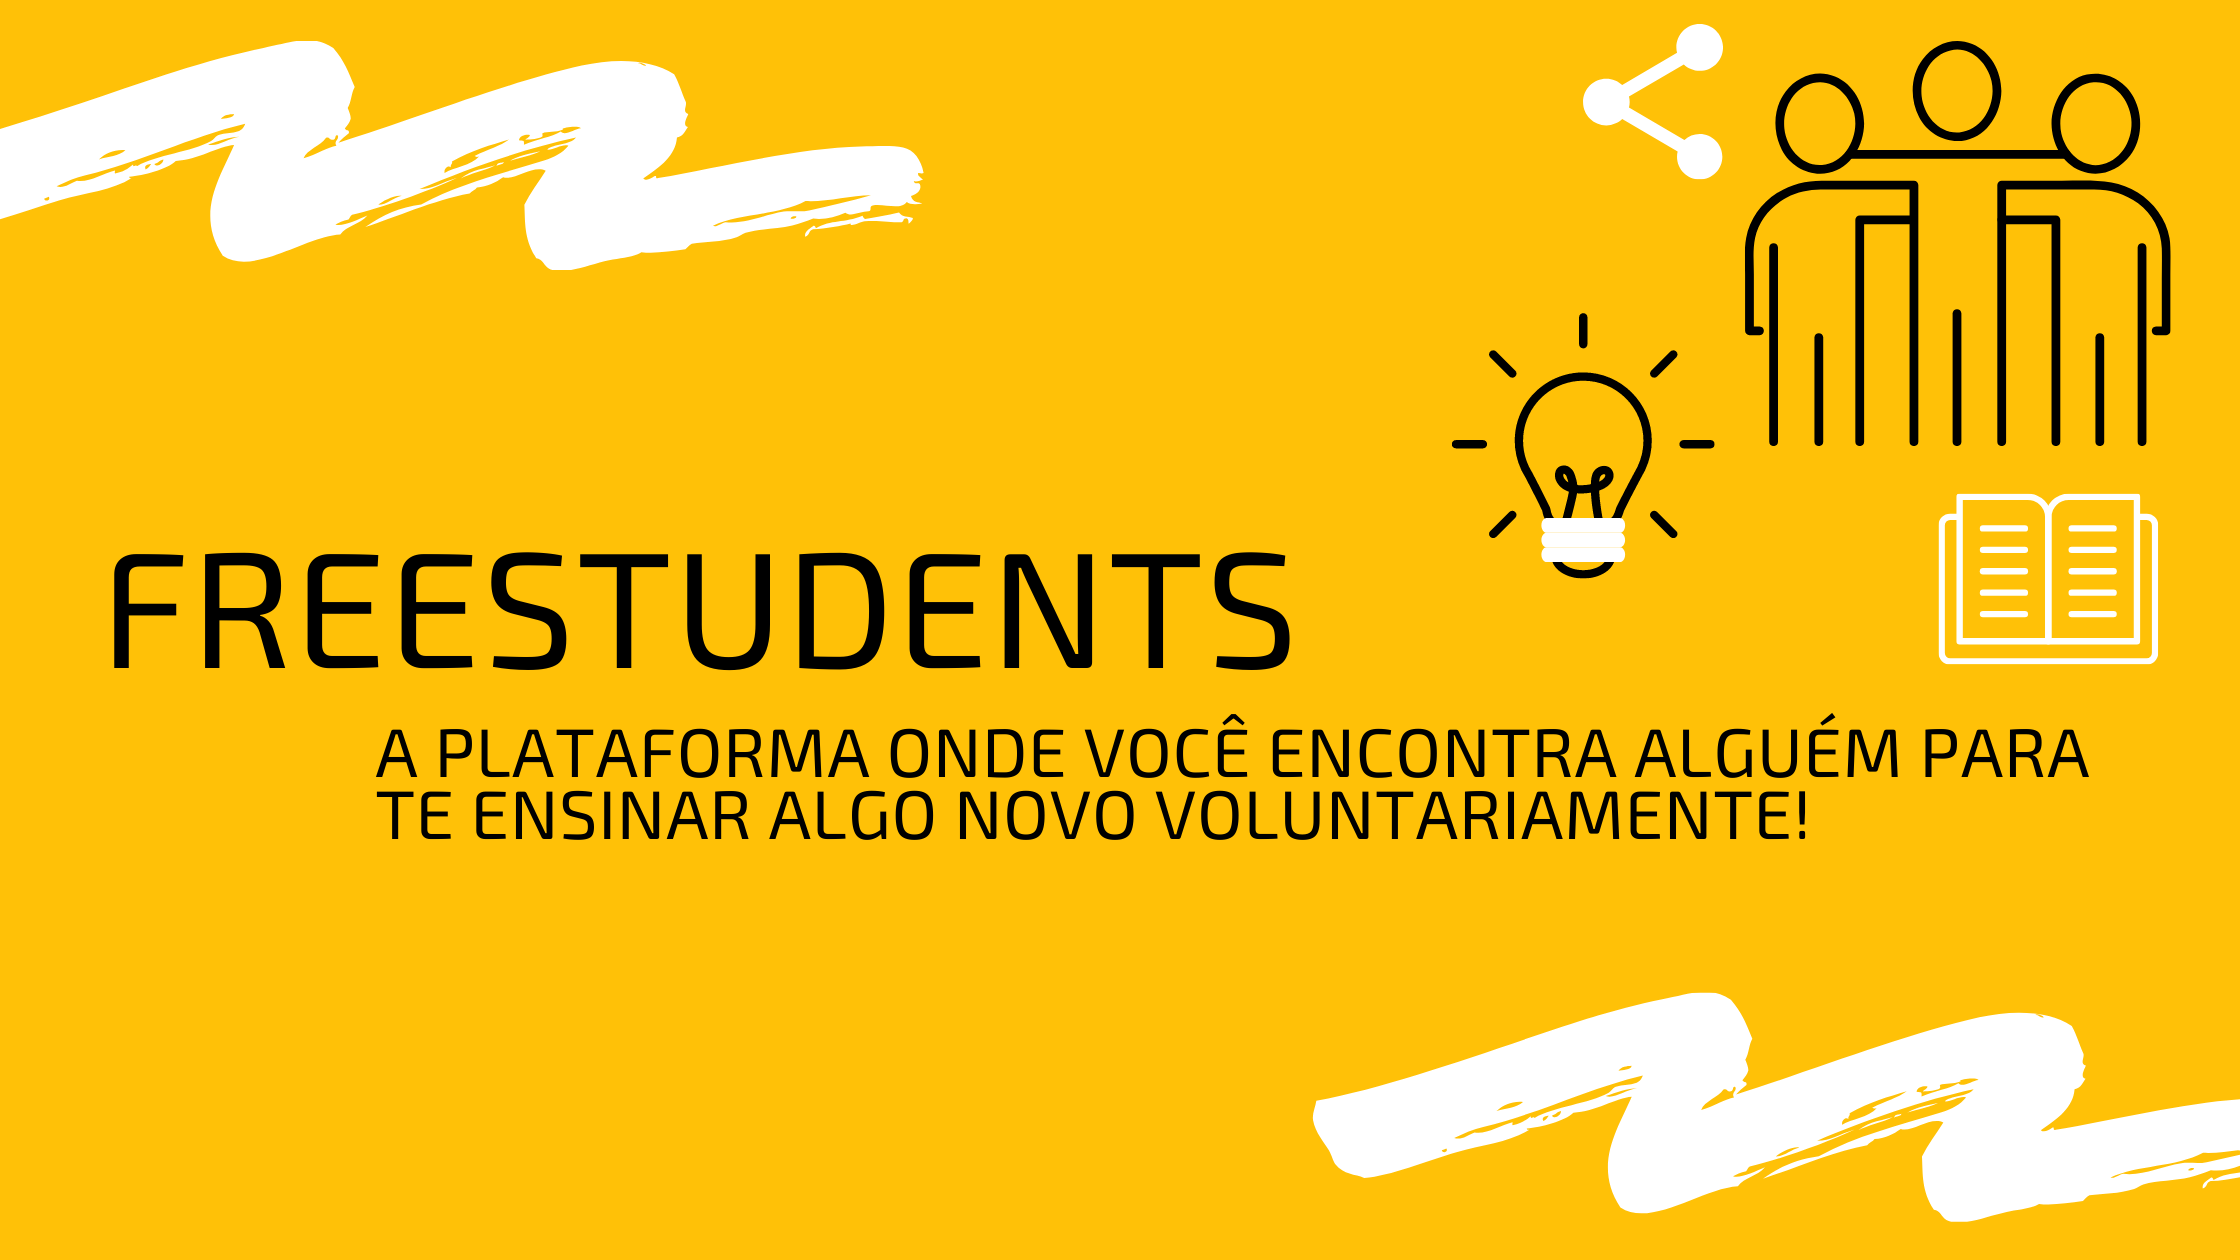 FREESTUDENTS
A PLATAFORMA ONDE VOCÊ ENCONTRA ALGUÉM PARA
TE ENSINAR ALGO NOVO VOLUNTARIAMENTE!